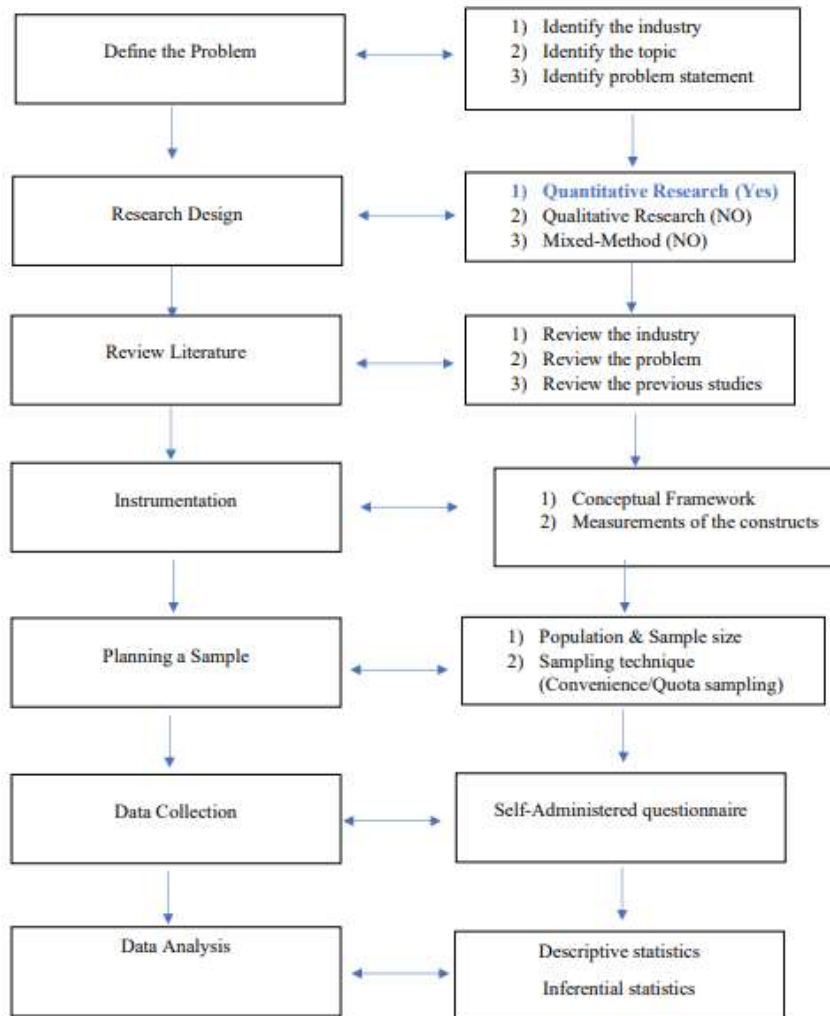 Define the Problem
1) Identify the industry
2) Identify the topic
3) Identify problem statement
Research Design
1) Quantitative Research (Yes)
2) Qualitative Research (NO)
3) Mixed-Method (NO)
Review Literature
1) Review the industry
2) Review the problem
3) Review the previous studies
Instrumentation
1) Conceptual Framework
2) Measurements of the constructs
Planning a Sample
1) Population & Sample size
2) Sampling technique
(Convenience/Quota sampling)
Data Collection
Self-Administered questionnaire
Data Analysis
Descriptive statistics
Inferential statistics